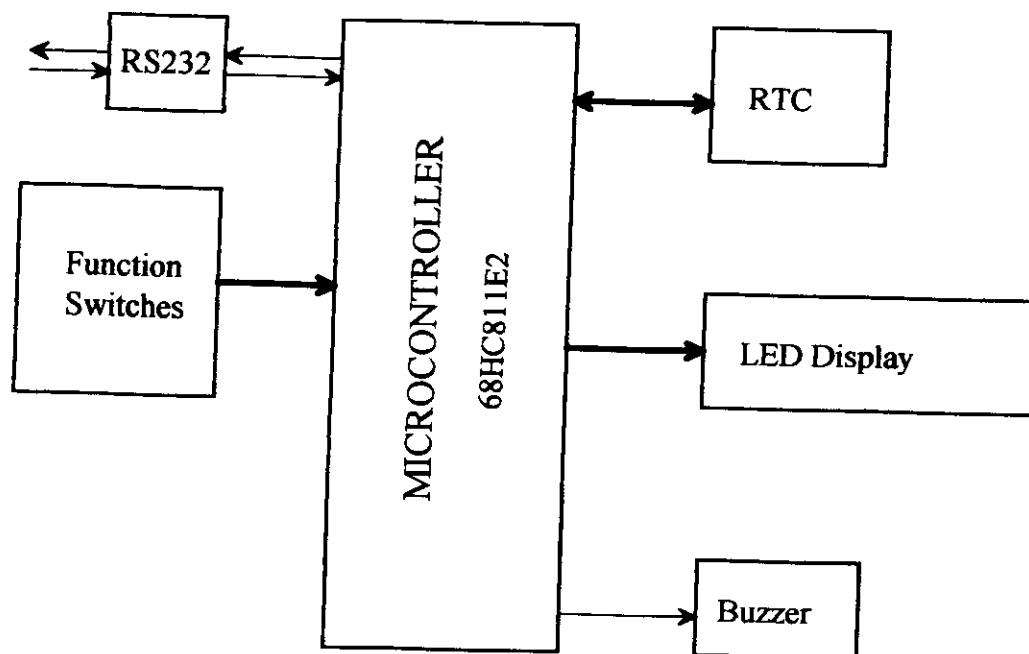 RS232
RTC
MICROCONTROLLER
68HC811E2
Function
Switches
LED Display
Buzzer